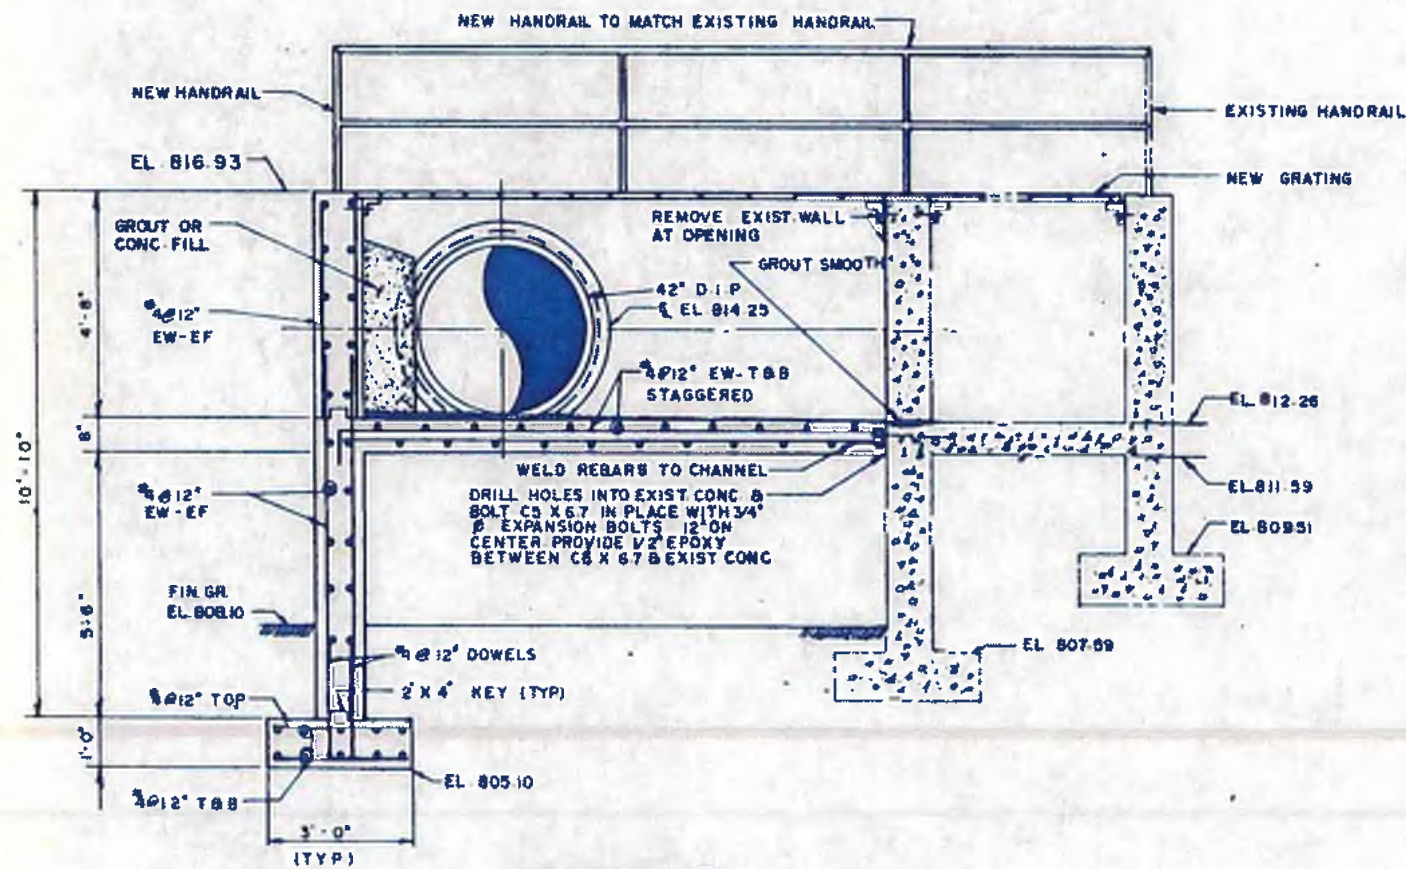 NEW HANDRAIL TO MATCH EXISTING HANDRAIL
NEW HANDRAIL
EXISTING HANDRAIL
EL 816.93
NEW GRATING
GROUT OR
CONC FILL
REMOVE EXIST. WALL
AT OPENING
GROUT SMOOTH
42" D.I.P
℄ EL 814.25
4'-8"
#4@12"
EW-EF
#4@12" EW-T&B
STAGGERED
EL 812.26
8"
10'-10"
WELD REBARS TO CHANNEL
#4@12"
EW-EF
DRILL HOLES INTO EXIST CONC &
BOLT C5 X 6.7 IN PLACE WITH 3/4"
Ø EXPANSION BOLTS 12" ON
CENTER PROVIDE 1/2" EPOXY
BETWEEN C5 X 6.7 & EXIST CONC
EL 811.59
EL 809.51
FIN. GR.
EL 808.10
5'-6"
EL 807.59
#4 @ 12" DOWELS
2" X 4" KEY (TYP)
@12" TOP
1'-0"
EL 805.10
#4@12" T&B
3'-0"
(TYP)